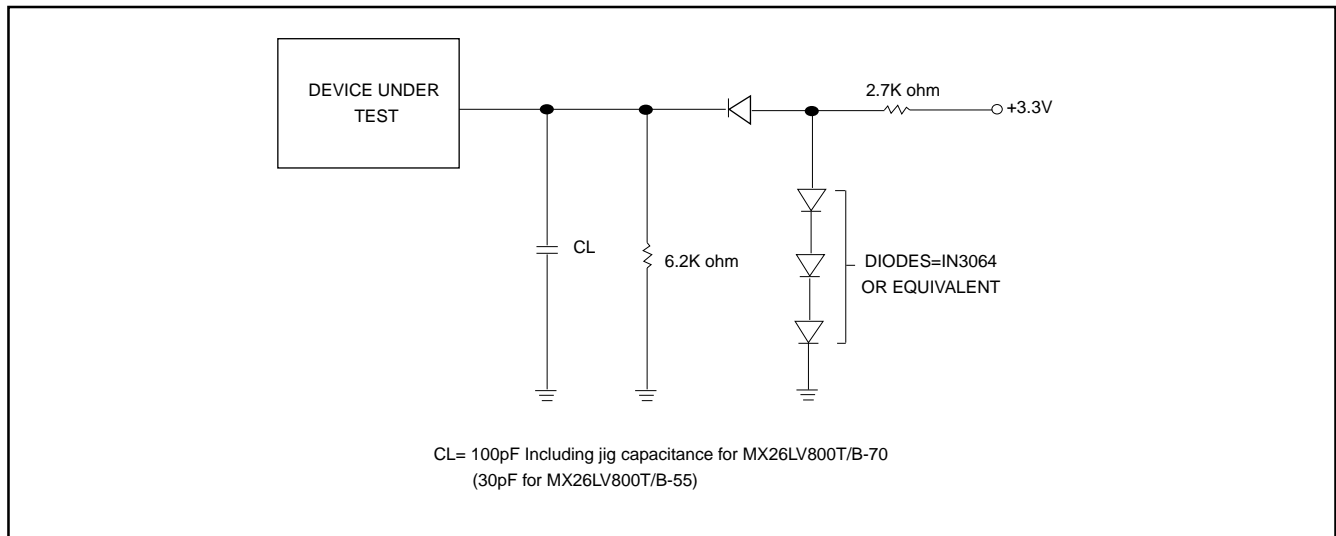 DEVICE UNDER
TEST
2.7K ohm
+3.3V
CL
6.2K ohm
DIODES=IN3064
OR EQUIVALENT
CL= 100pF Including jig capacitance for MX26LV800T/B-70
(30pF for MX26LV800T/B-55)